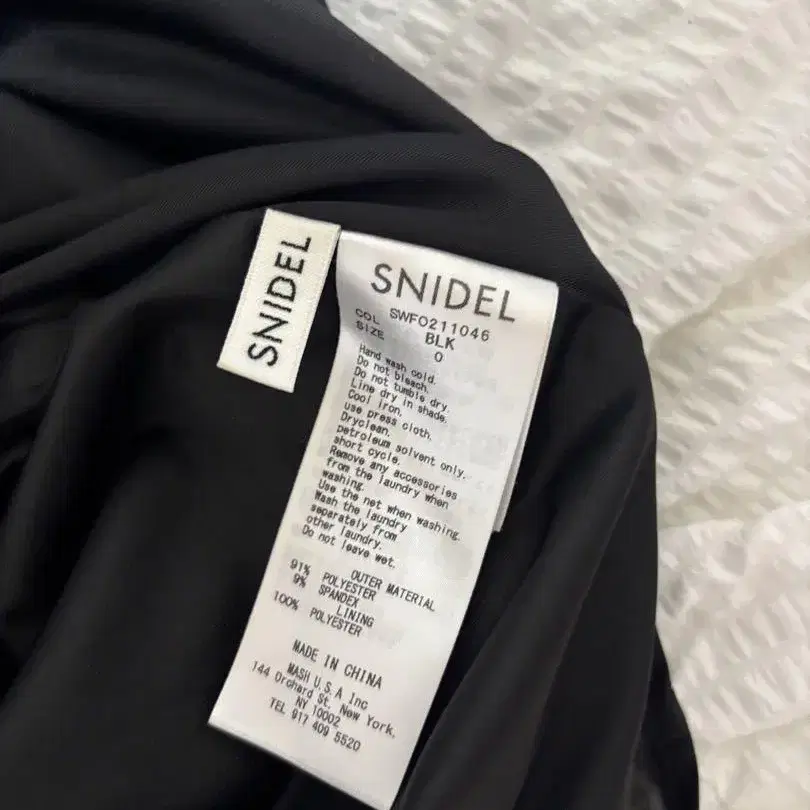 SNIDEL
SNIDEL
SWFO211046
COL BLK
SIZE 0
Hand wash cold.
Do not bleach.
Do not tumble dry.
Line dry in shade.
Cool iron.
use press cloth.
Dryclean.
petroleum solvent only.
short cycle.
Remove any accessories
from the laundry when
washing.
Use the net when washing.
Wash the laundry
separately from
other laundry.
Do not leave wet.
OUTER MATERIAL
91% POLYESTER
9% SPANDEX
LINING
100% POLYESTER
MADE IN CHINA
MASH U.S.A Inc
144 Orchard St, New York,
NY 10002
TEL 917 409 5520